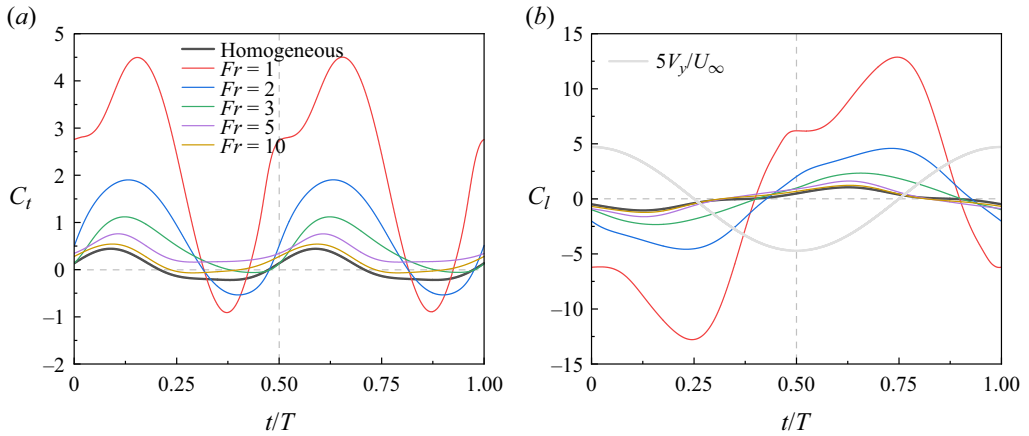 (a)
5
4
3
2
1
0
−1
−2
C_t
Homogeneous
Fr = 1
Fr = 2
Fr = 3
Fr = 5
Fr = 10
0 0.25 0.50 0.75 1.00
t/T
(b)
15
10
5
0
−5
−10
−15
C_l
5V_y/U_∞
0 0.25 0.50 0.75 1.00
t/T